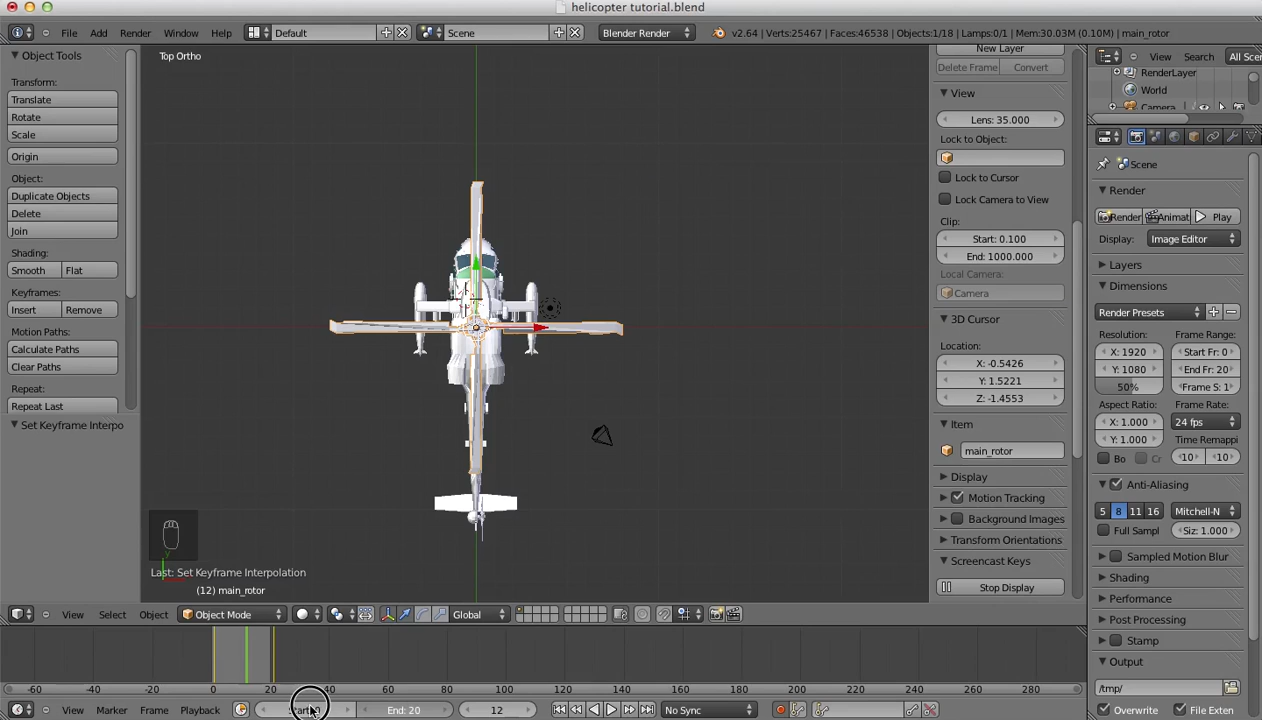 helicopter tutorial.blend
File Add Render Window Help Default Scene Blender Render v2.64 | Verts:25467 | Faces:46538 | Objects:1/18 | Lamps:0/1 | Mem:30.03M (0.10M) | main_rotor
Object Tools
Transform:
Translate
Rotate
Scale
Origin
Object:
Duplicate Objects
Delete
Join
Shading:
Smooth Flat
Keyframes:
Insert Remove
Motion Paths:
Calculate Paths
Clear Paths
Repeat:
Repeat Last
Set Keyframe Interpo
Top Ortho
Last: Set Keyframe Interpolation
(12) main_rotor
New Layer
Delete Frame Convert
View
Lens: 35.000
Lock to Object:
Lock to Cursor
Lock Camera to View
Clip:
Start: 0.100
End: 1000.000
Local Camera:
Camera
3D Cursor
Location:
X: -0.5426
Y: 1.5221
Z: -1.4553
Item
main_rotor
Display
Motion Tracking
Background Images
Transform Orientations
Screencast Keys
Stop Display
View Search All Sce
RenderLayer
World
Camera
Scene
Render
Render Animat Play
Display: Image Editor
Layers
Dimensions
Render Presets
Resolution: Frame Range:
X: 1920 Start Fr: 0
Y: 1080 End Fr: 20
50% Frame S: 1
Aspect Ratio: Frame Rate:
X: 1.000 24 fps
Y: 1.000 Time Remappi
Bo Cr 10 10
Anti-Aliasing
5 8 11 16 Mitchell-N
Full Sampl Siz: 1.000
Sampled Motion Blur
Shading
Performance
Post Processing
Stamp
Output
/tmp/
Overwrite File Exten
View Select Object Object Mode Global
-60 -40 -20 0 20 40 60 80 100 120 140 160 180 200 220 240 260 280
View Marker Frame Playback Start: 0 End: 20 12 No Sync